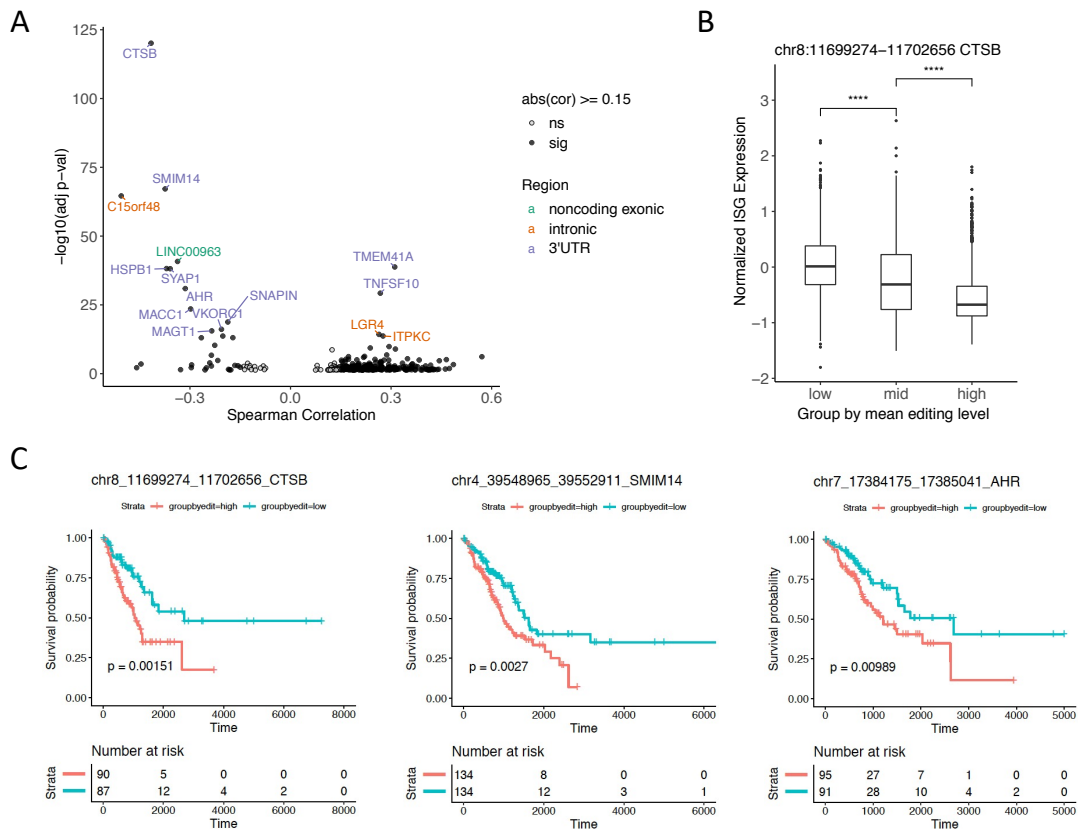 A
125
100
75
50
25
0
−log10(adj p-val)
CTSB
SMIM14
C15orf48
LINC00963
HSPB1
SYAP1
AHR
SNAPIN
MACC1
VKORC1
MAGT1
TMEM41A
TNFSF10
LGR4
ITPKC
−0.3
0.0
0.3
0.6
Spearman Correlation
abs(cor) >= 0.15
ns
sig
Region
a noncoding exonic
a intronic
a 3'UTR
B
chr8:11699274−11702656 CTSB
****
****
3
2
1
0
−1
−2
Normalized ISG Expression
low mid high
Group by mean editing level
C
chr8_11699274_11702656_CTSB
Strata groupbyedit=high groupbyedit=low
1.00
0.75
0.50
0.25
0.00
Survival probability
p = 0.00151
0 2000 4000 6000 8000
Time
Number at risk
Strata
90 5 0 0 0
87 12 4 2 0
0 2000 4000 6000 8000
Time
chr4_39548965_39552911_SMIM14
Strata groupbyedit=high groupbyedit=low
1.00
0.75
0.50
0.25
0.00
Survival probability
p = 0.0027
0 2000 4000 6000
Time
Number at risk
Strata
134 8 0 0
134 12 3 1
0 2000 4000 6000
Time
chr7_17384175_17385041_AHR
Strata groupbyedit=high groupbyedit=low
1.00
0.75
0.50
0.25
0.00
Survival probability
p = 0.00989
0 1000 2000 3000 4000 5000
Time
Number at risk
Strata
95 27 7 1 0 0
91 28 10 4 2 0
0 1000 2000 3000 4000 5000
Time